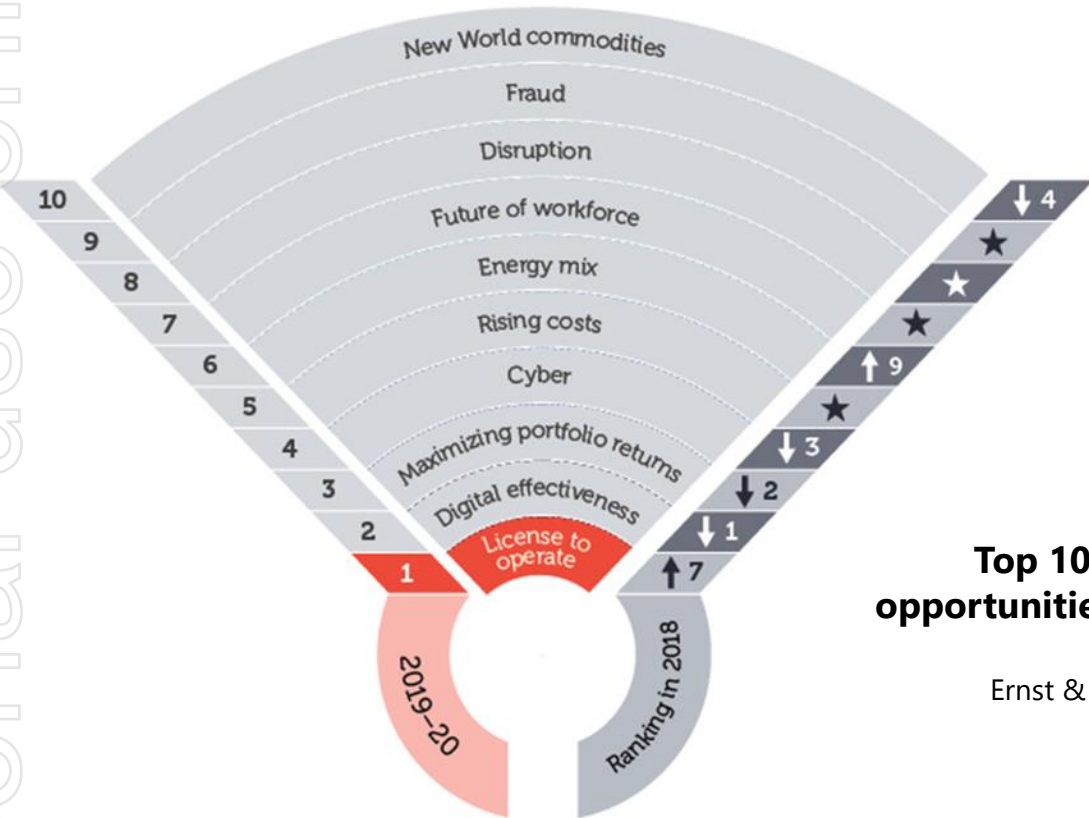 New World commodities
Fraud
Disruption
Future of workforce
Energy mix
Rising costs
Cyber
Maximizing portfolio returns
Digital effectiveness
License to
operate
10
9
8
7
6
5
4
3
2
1
↓ 4
★
★
★
↑ 9
★
↓ 3
↓ 2
↓ 1
↑ 7
2019–20
Ranking in 2018
Top 10
opportunitie
Ernst &